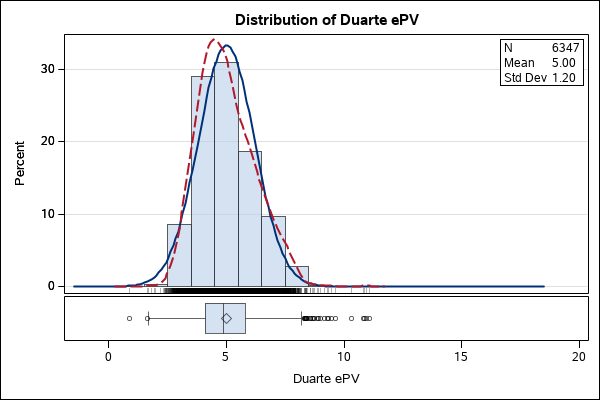 Distribution of Duarte ePV
N 6347
Mean 5.00
Std Dev 1.20
30
20
10
0
Percent
0 5 10 15 20
Duarte ePV